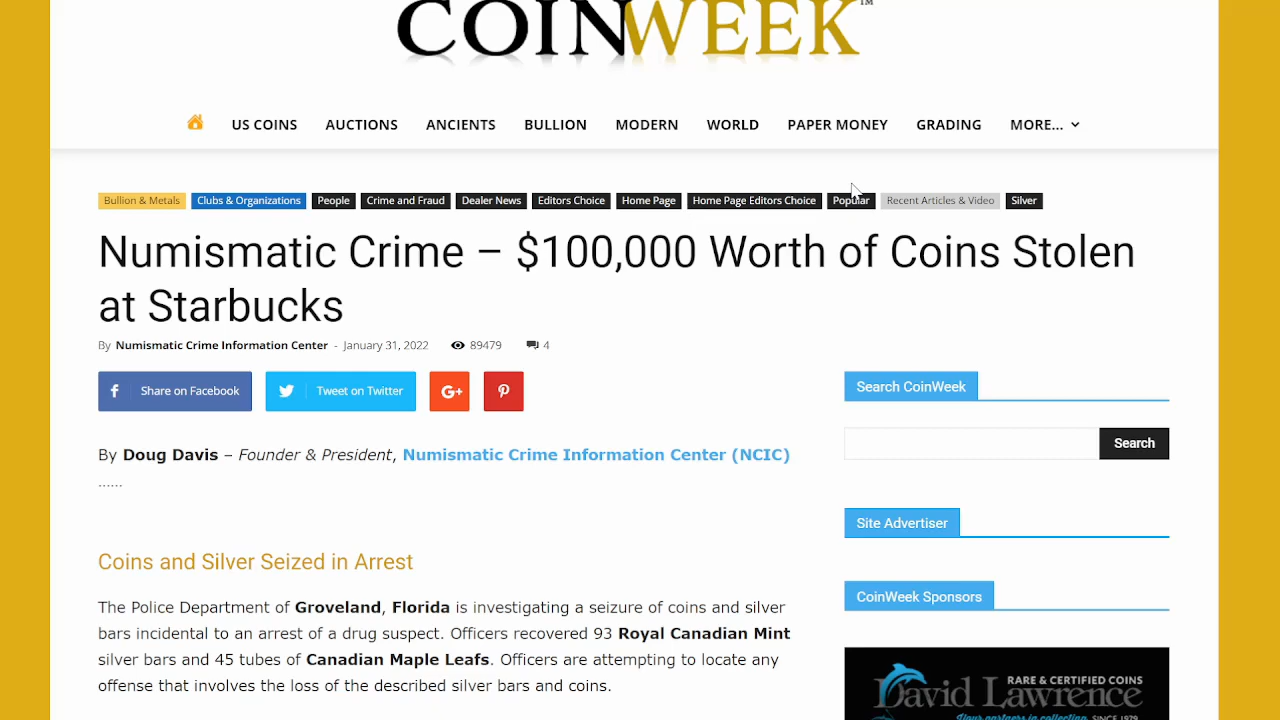 COINWEEK™
US COINS AUCTIONS ANCIENTS BULLION MODERN WORLD PAPER MONEY GRADING MORE...
Bullion & Metals Clubs & Organizations People Crime and Fraud Dealer News Editors Choice Home Page Home Page Editors Choice Popular Recent Articles & Video Silver
Numismatic Crime – $100,000 Worth of Coins Stolen
at Starbucks
By Numismatic Crime Information Center - January 31, 2022 89479 4
f Share on Facebook Tweet on Twitter G+
By Doug Davis – Founder & President, Numismatic Crime Information Center (NCIC)
......
Coins and Silver Seized in Arrest
The Police Department of Groveland, Florida is investigating a seizure of coins and silver
bars incidental to an arrest of a drug suspect. Officers recovered 93 Royal Canadian Mint
silver bars and 45 tubes of Canadian Maple Leafs. Officers are attempting to locate any
offense that involves the loss of the described silver bars and coins.
Search CoinWeek
Search
Site Advertiser
CoinWeek Sponsors
RARE & CERTIFIED COINS
David Lawrence
Your partners in collecting SINCE 1979